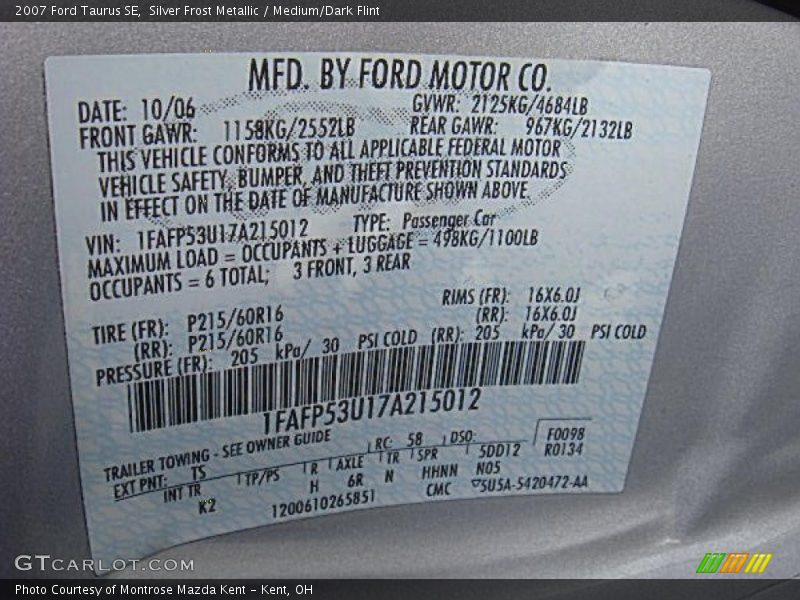 2007 Ford Taurus SE, Silver Frost Metallic / Medium/Dark Flint
MFD. BY FORD MOTOR CO.
DATE: 10/06 GVWR: 2125KG/4684LB
FRONT GAWR: 1158KG/2552LB REAR GAWR: 967KG/2132LB
THIS VEHICLE CONFORMS TO ALL APPLICABLE FEDERAL MOTOR
VEHICLE SAFETY, BUMPER, AND THEFT PREVENTION STANDARDS
IN EFFECT ON THE DATE OF MANUFACTURE SHOWN ABOVE.
VIN: 1FAFP53U17A215012 TYPE: Passenger Car
MAXIMUM LOAD = OCCUPANTS + LUGGAGE = 498KG/1100LB
OCCUPANTS = 6 TOTAL; 3 FRONT, 3 REAR
TIRE (FR): P215/60R16 RIMS (FR): 16X6.0J
(RR): P215/60R16 (RR): 16X6.0J
PRESSURE (FR): 205 kPa/ 30 PSI COLD (RR): 205 kPa/ 30 PSI COLD
1FAFP53U17A215012
TRAILER TOWING - SEE OWNER GUIDE RC: 58 DSO: F0098
EXT PNT: TS 5DD12 R0134
INT TR TP/PS R AXLE TR SPR N05
K2 H 6R N HHNN
1200610265851 CMC 5U5A-5420472-AA
GTCARLOT.COM
Photo Courtesy of Montrose Mazda Kent - Kent, OH